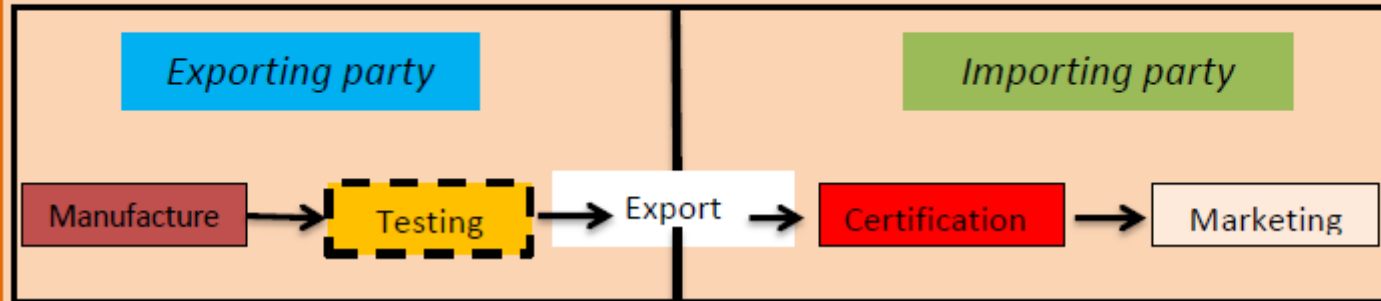 Exporting party
Importing party
Manufacture
Testing
Export
Certification
Marketing